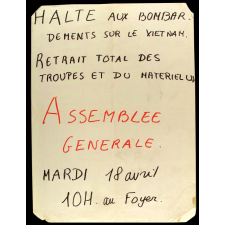 HALTE AUX BOMBAR.
DEMENTS SUR LE VIETNAM.
RETRAIT TOTAL DES
TROUPES ET DU MATERIEL US
ASSEMBLEE
GENERALE.
MARDI 18 avril
10H. au Foyer.